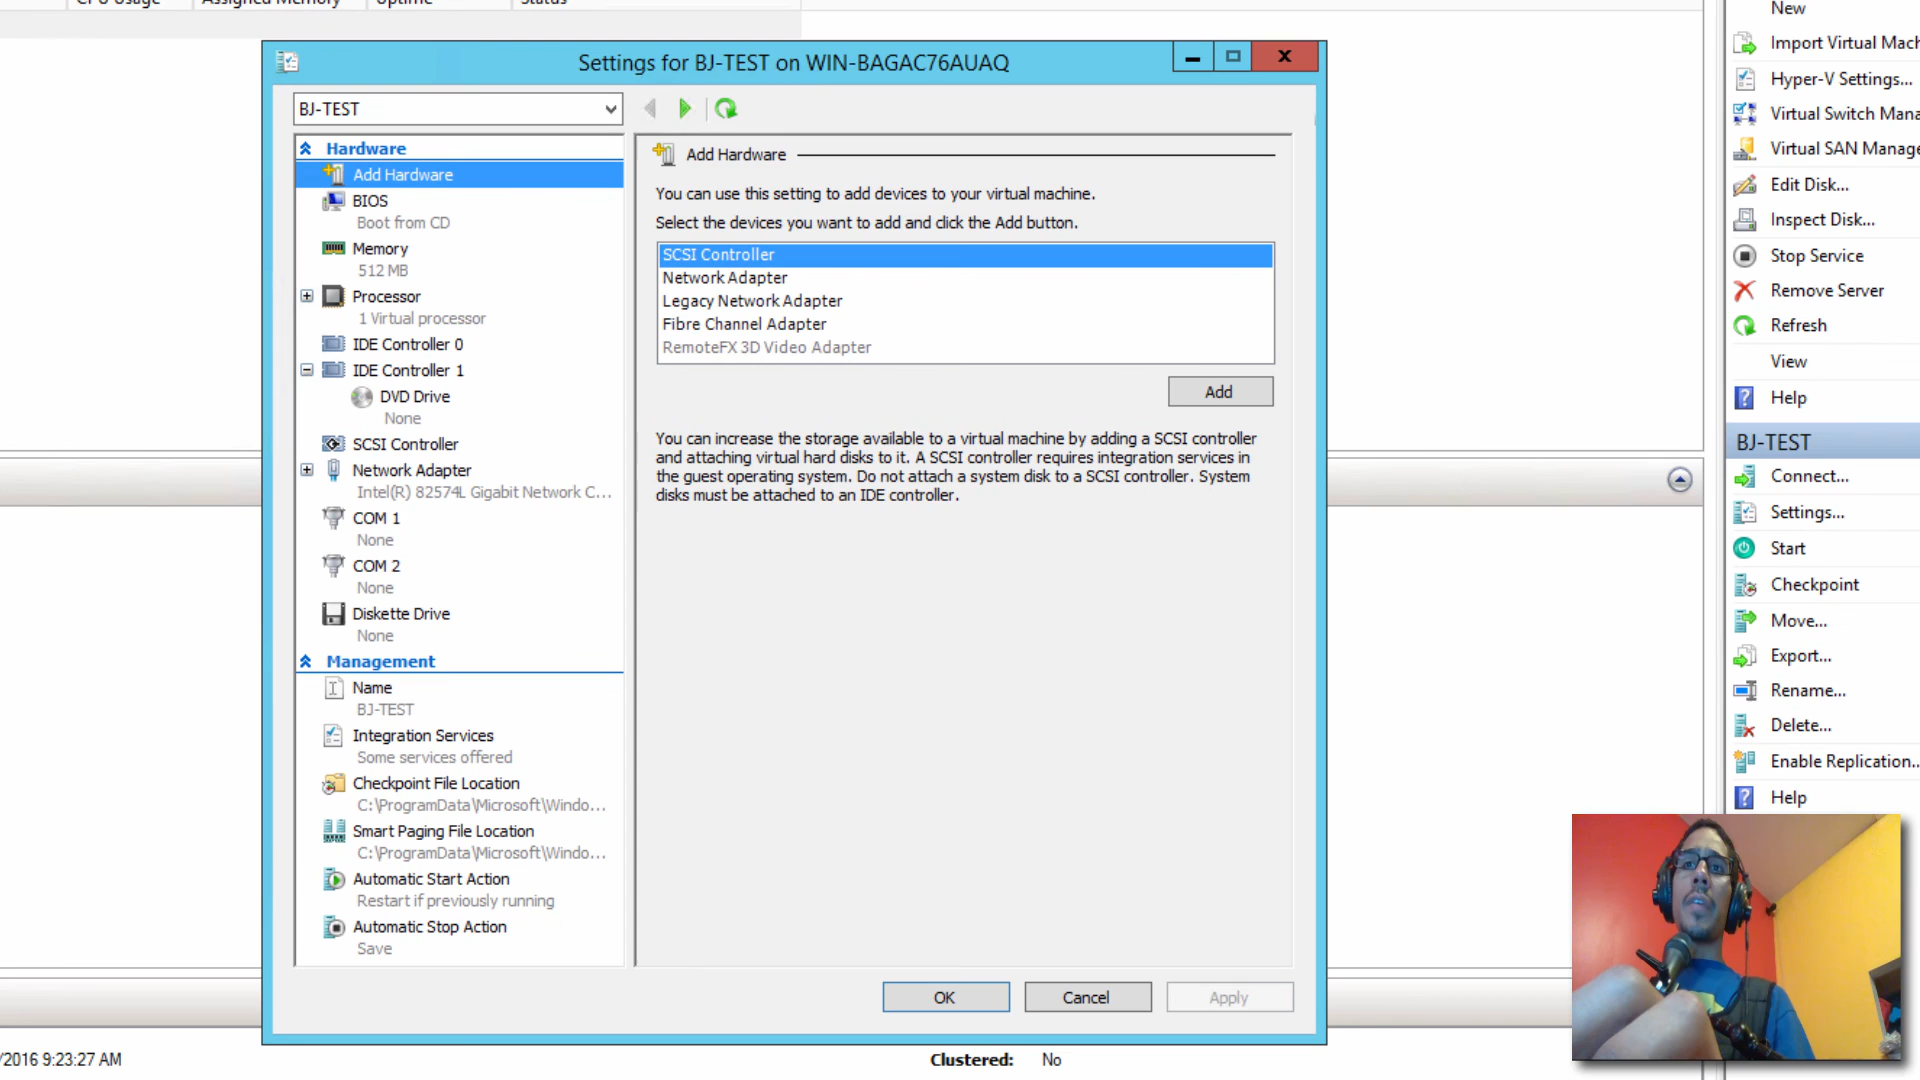 CPU Usage Assigned Memory Uptime Status
Settings for BJ-TEST on WIN-BAGAC76AUAQ
BJ-TEST
Hardware
Add Hardware
BIOS
Boot from CD
Memory
512 MB
Processor
1 Virtual processor
IDE Controller 0
IDE Controller 1
DVD Drive
None
SCSI Controller
Network Adapter
Intel(R) 82574L Gigabit Network C...
COM 1
None
COM 2
None
Diskette Drive
None
Management
Name
BJ-TEST
Integration Services
Some services offered
Checkpoint File Location
C:\ProgramData\Microsoft\Windo...
Smart Paging File Location
C:\ProgramData\Microsoft\Windo...
Automatic Start Action
Restart if previously running
Automatic Stop Action
Save
Add Hardware
You can use this setting to add devices to your virtual machine.
Select the devices you want to add and click the Add button.
SCSI Controller
Network Adapter
Legacy Network Adapter
Fibre Channel Adapter
RemoteFX 3D Video Adapter
Add
You can increase the storage available to a virtual machine by adding a SCSI controller
and attaching virtual hard disks to it. A SCSI controller requires integration services in
the guest operating system. Do not attach a system disk to a SCSI controller. System
disks must be attached to an IDE controller.
OK Cancel Apply
New
Import Virtual Mach
Hyper-V Settings...
Virtual Switch Mana
Virtual SAN Manage
Edit Disk...
Inspect Disk...
Stop Service
Remove Server
Refresh
View
Help
BJ-TEST
Connect...
Settings...
Start
Checkpoint
Move...
Export...
Rename...
Delete...
Enable Replication...
Help
/2016 9:23:27 AM
Clustered: No